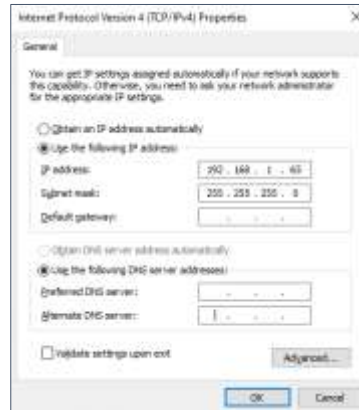 Internet Protocol Version 4 (TCP/IPv4) Properties
General
You can get IP settings assigned automatically if your network supports
this capability. Otherwise, you need to ask your network administrator
for the appropriate IP settings.
Obtain an IP address automatically
Use the following IP address:
IP address: 192 . 168 . 1 . 65
Subnet mask: 255 . 255 . 255 . 0
Default gateway: . . .
Obtain DNS server address automatically
Use the following DNS server addresses:
Preferred DNS server: . . .
Alternate DNS server: . . .
Validate settings upon exit
Advanced...
OK Cancel